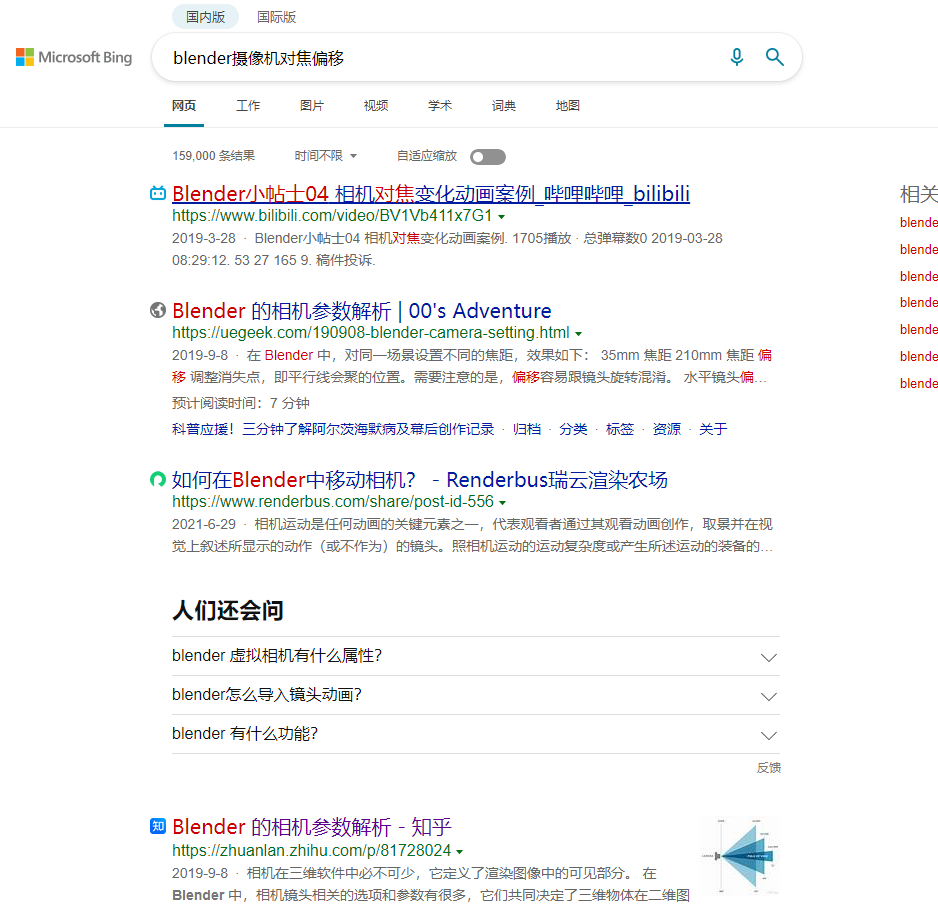 国内版 国际版
Microsoft Bing
blender摄像机对焦偏移
网页 工作 图片 视频 学术 词典 地图
159,000 条结果 时间不限 自适应缩放
Blender小帖士04 相机对焦变化动画案例_哔哩哔哩_bilibili
https://www.bilibili.com/video/BV1Vb411x7G1
2019-3-28 · Blender小帖士04 相机对焦变化动画案例. 1705播放 · 总弹幕数0 2019-03-28
08:29:12. 53 27 165 9. 稿件投诉.
Blender 的相机参数解析 | 00's Adventure
https://uegeek.com/190908-blender-camera-setting.html
2019-9-8 · 在 Blender 中，对同一场景设置不同的焦距，效果如下： 35mm 焦距 210mm 焦距 偏
移 调整消失点，即平行线会聚的位置。需要注意的是，偏移容易跟镜头旋转混淆。 水平镜头偏…
预计阅读时间：7 分钟
科普应援！三分钟了解阿尔茨海默病及幕后创作记录 · 归档 · 分类 · 标签 · 资源 · 关于
如何在Blender中移动相机？ - Renderbus瑞云渲染农场
https://www.renderbus.com/share/post-id-556
2021-6-29 · 相机运动是任何动画的关键元素之一，代表观看者通过其观看动画创作，取景并在视
觉上叙述所显示的动作（或不作为）的镜头。照相机运动的运动复杂度或产生所述运动的装备的…
人们还会问
blender 虚拟相机有什么属性？
blender怎么导入镜头动画？
blender 有什么功能？
反馈
知
Blender 的相机参数解析 - 知乎
https://zhuanlan.zhihu.com/p/81728024
2019-9-8 · 相机在三维软件中必不可少，它定义了渲染图像中的可见部分。 在
Blender 中，相机镜头相关的选项和参数有很多，它们共同决定了三维物体在二维图
相关
blende
blende
blende
blende
blende
blende
blende